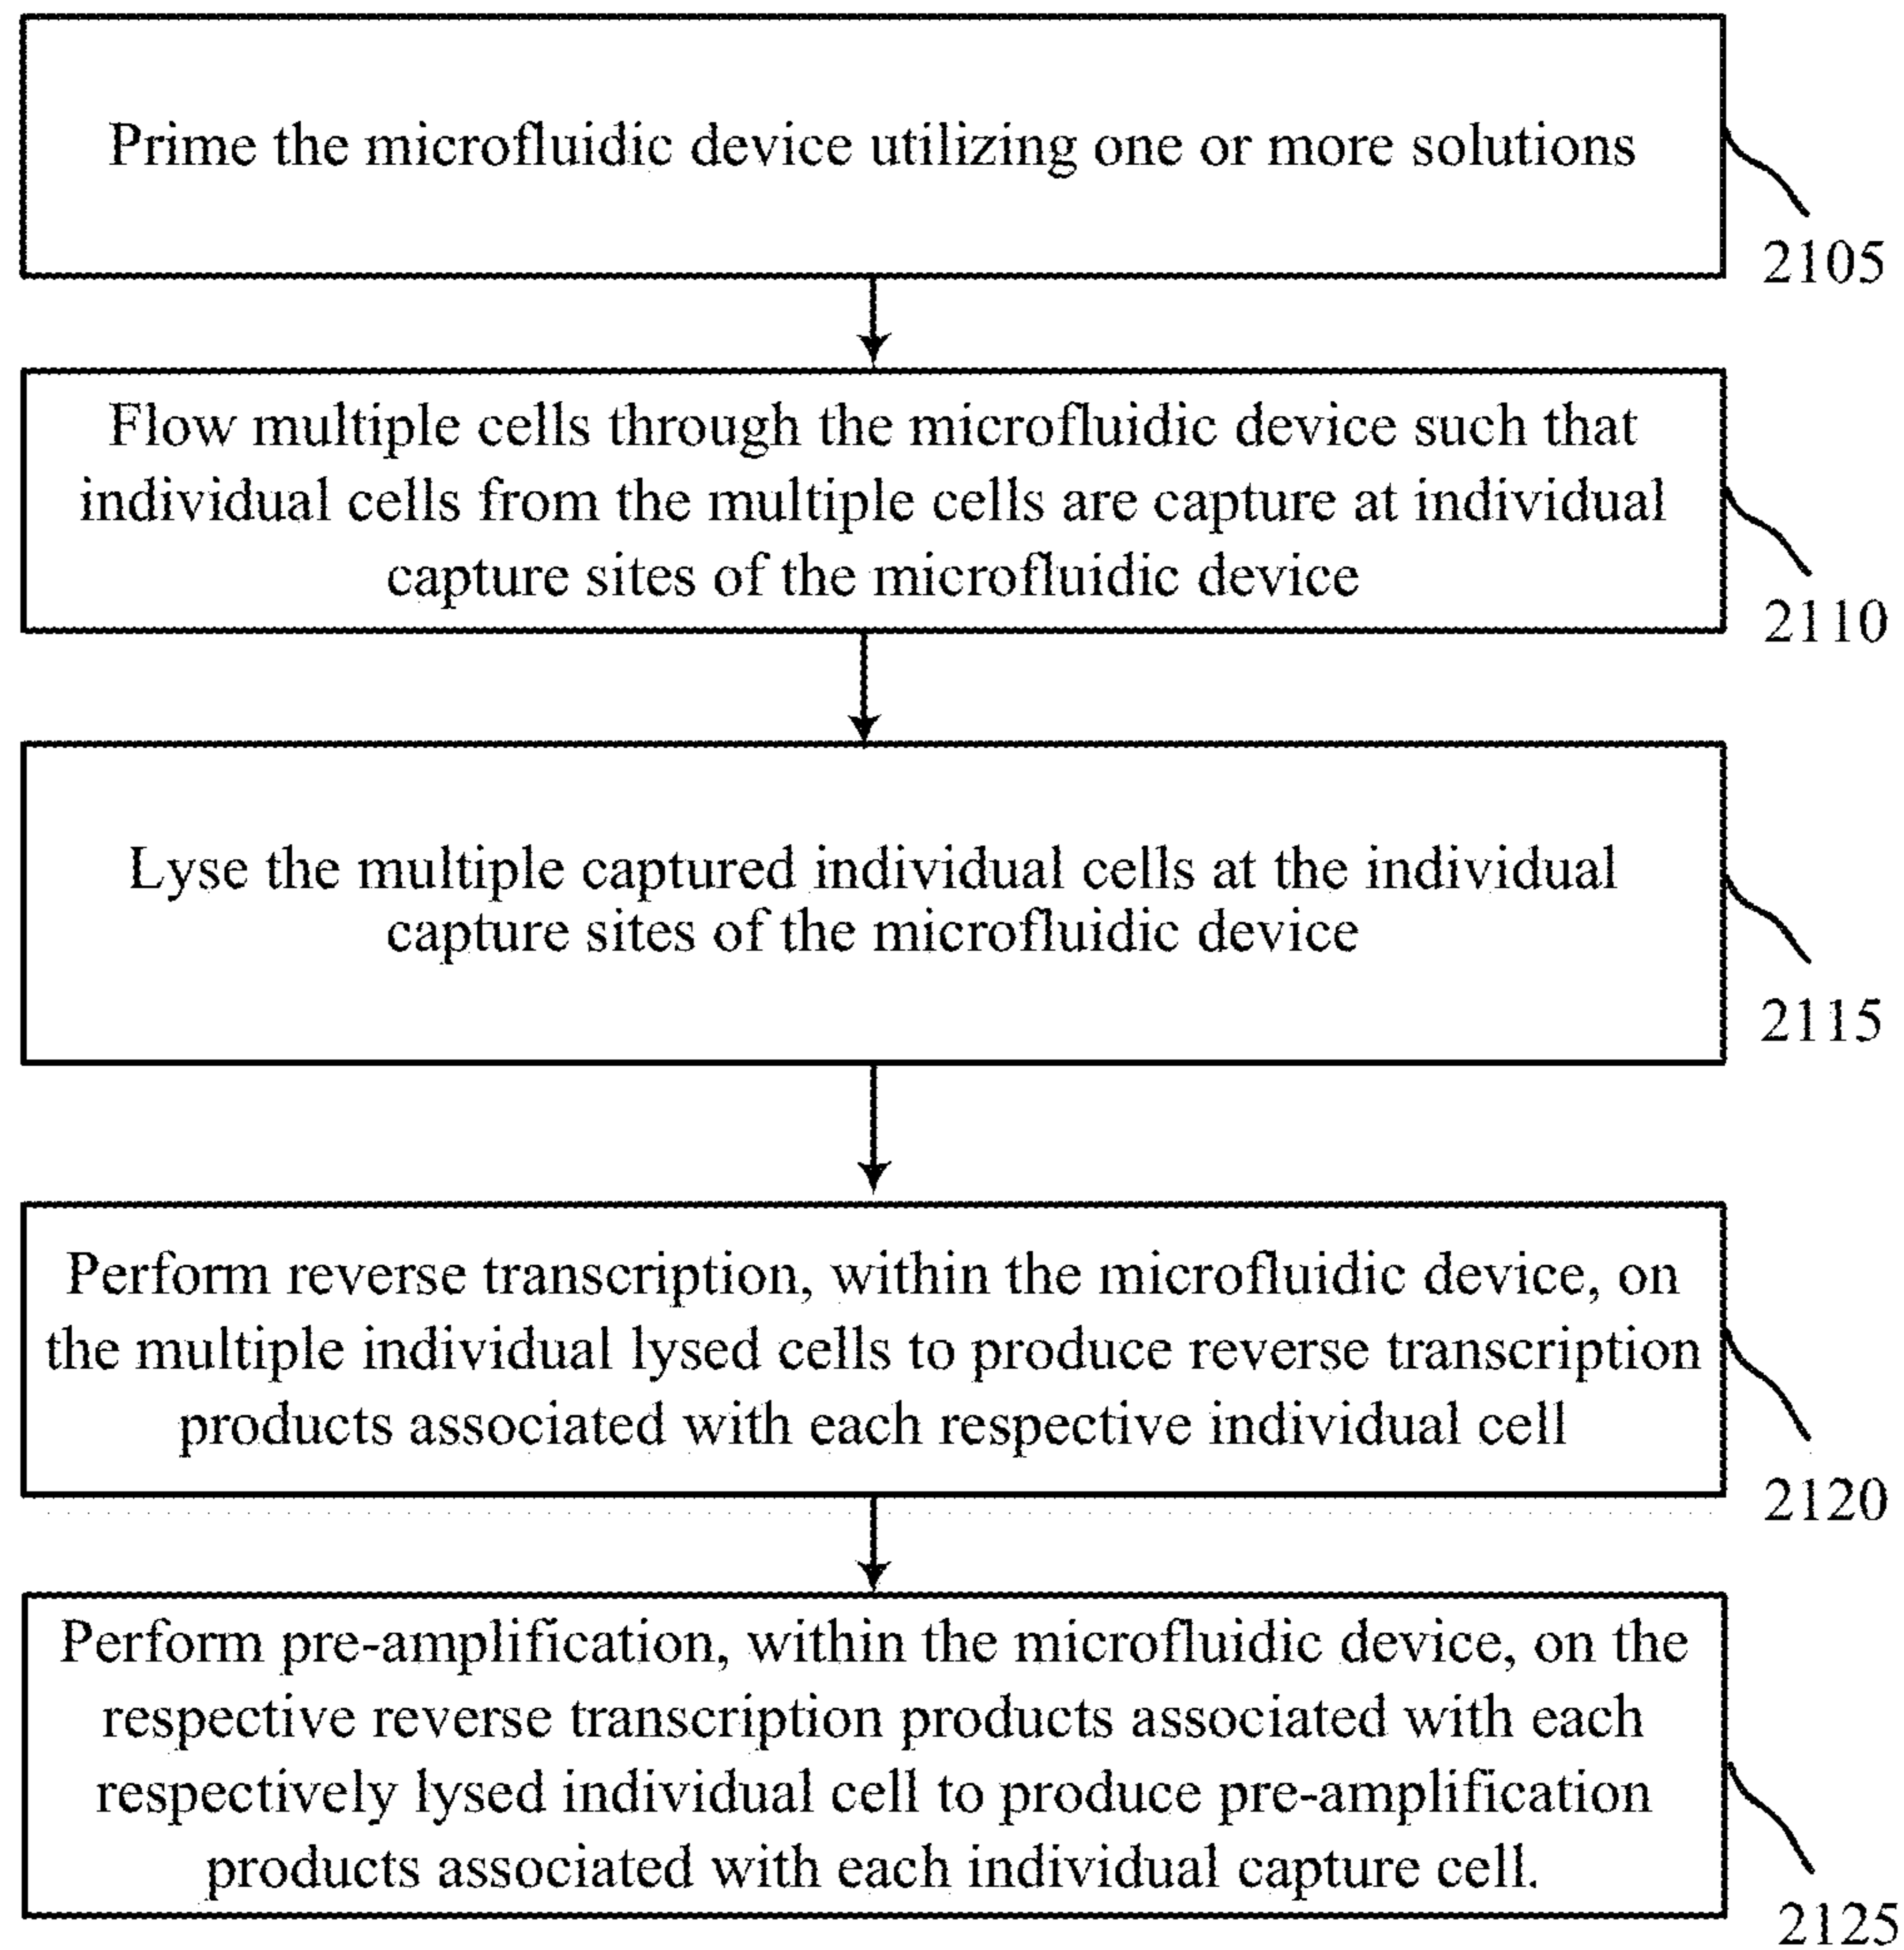 Prime the microfluidic device utilizing one or more solutions
2105
Flow multiple cells through the microfluidic device such that
individual cells from the multiple cells are capture at individual
capture sites of the microfluidic device
2110
Lyse the multiple captured individual cells at the individual
capture sites of the microfluidic device
2115
Perform reverse transcription, within the microfluidic device, on
the multiple individual lysed cells to produce reverse transcription
products associated with each respective individual cell
2120
Perform pre-amplification, within the microfluidic device, on the
respective reverse transcription products associated with each
respectively lysed individual cell to produce pre-amplification
products associated with each individual capture cell.
2125